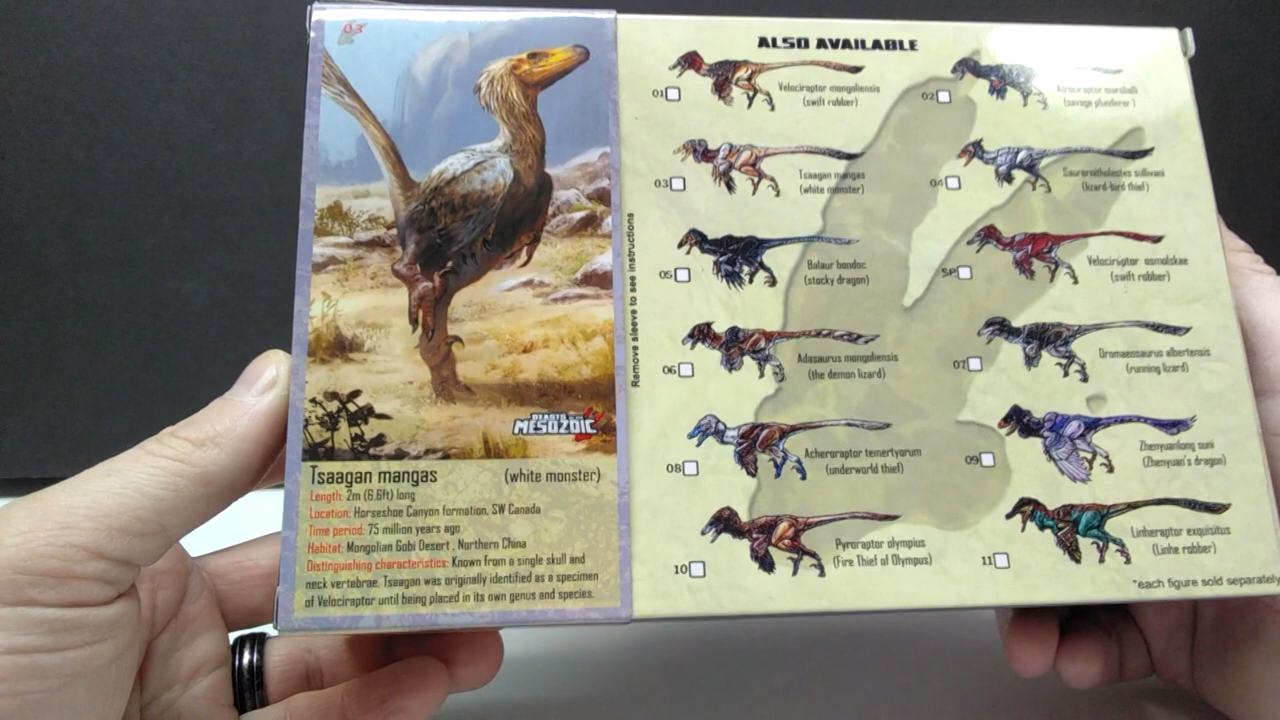 03
BEASTS OF THE
MESOZOIC
Tsaagan mangas (white monster)
Length: 2m (6.6ft) long
Location: Horseshoe Canyon formation, SW Canada
Time period: 75 million years ago
Habitat: Mongolian Gobi Desert , Northern China
Distinguishing characteristics: Known from a single skull and
neck vertebrae. Tsaagan was originally identified as a specimen
of Velociraptor until being placed in its own genus and species.
Remove sleeve to see instructions
ALSO AVAILABLE
01
Velociraptor mongoliensis
(swift robber)
02
Atrociraptor marshalli
(savage plunderer)
03
Tsaagan mangas
(white monster)
04
Saurornitholestes sullivani
(lizard-bird thief)
05
Balaur bondoc
(stocky dragon)
SP
Velociraptor osmolskae
(swift robber)
06
Adasaurus mongoliensis
(the demon lizard)
07
Dromaeosaurus albertensis
(running lizard)
08
Acheroraptor temertyorum
(underworld thief)
09
Zhenyuanlong suni
(Zhenyuan's dragon)
10
Pyroraptor olympius
(Fire Thief of Olympus)
11
Linheraptor exquisitus
(Linhe robber)
*each figure sold separately